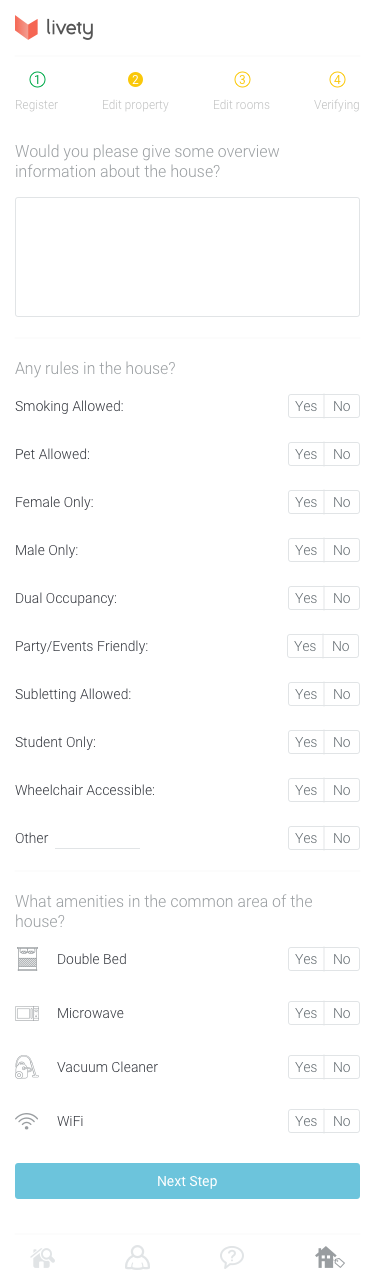 livety
1 2 3 4
Register Edit property Edit rooms Verifying
Would you please give some overview
information about the house?
Any rules in the house?
Smoking Allowed: Yes No
Pet Allowed: Yes No
Female Only: Yes No
Male Only: Yes No
Dual Occupancy: Yes No
Party/Events Friendly: Yes No
Subletting Allowed: Yes No
Student Only: Yes No
Wheelchair Accessible: Yes No
Other Yes No
What amenities in the common area of the
house?
Double Bed Yes No
Microwave Yes No
Vacuum Cleaner Yes No
WiFi Yes No
Next Step
?